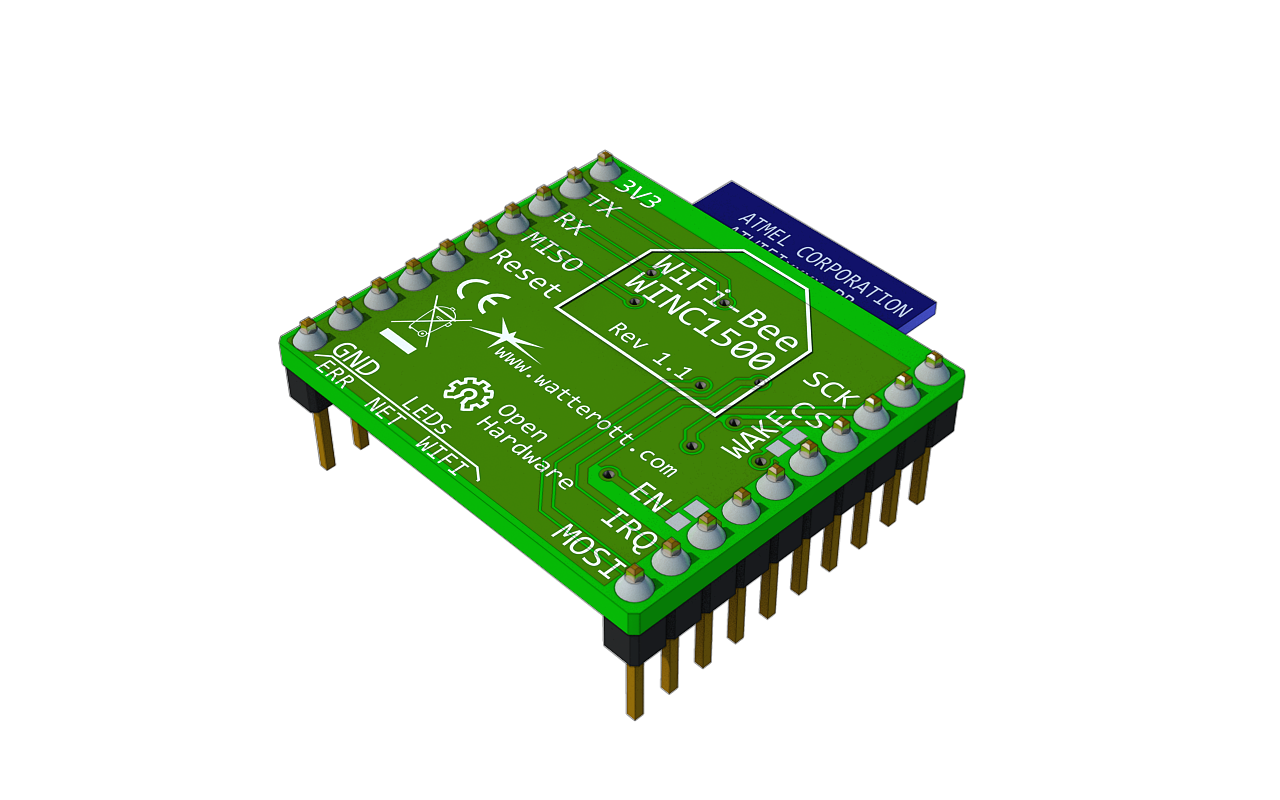 3V3
TX
RX
MISO
Reset
ATMEL CORPORATION
WiFi-Bee
WINC1500
Rev 1.1
CE
www.watterott.com
Open
Hardware
GND
ERR
NET
LEDS
WIFI
SCK
CS
WAKE
EN
IRQ
MOSI